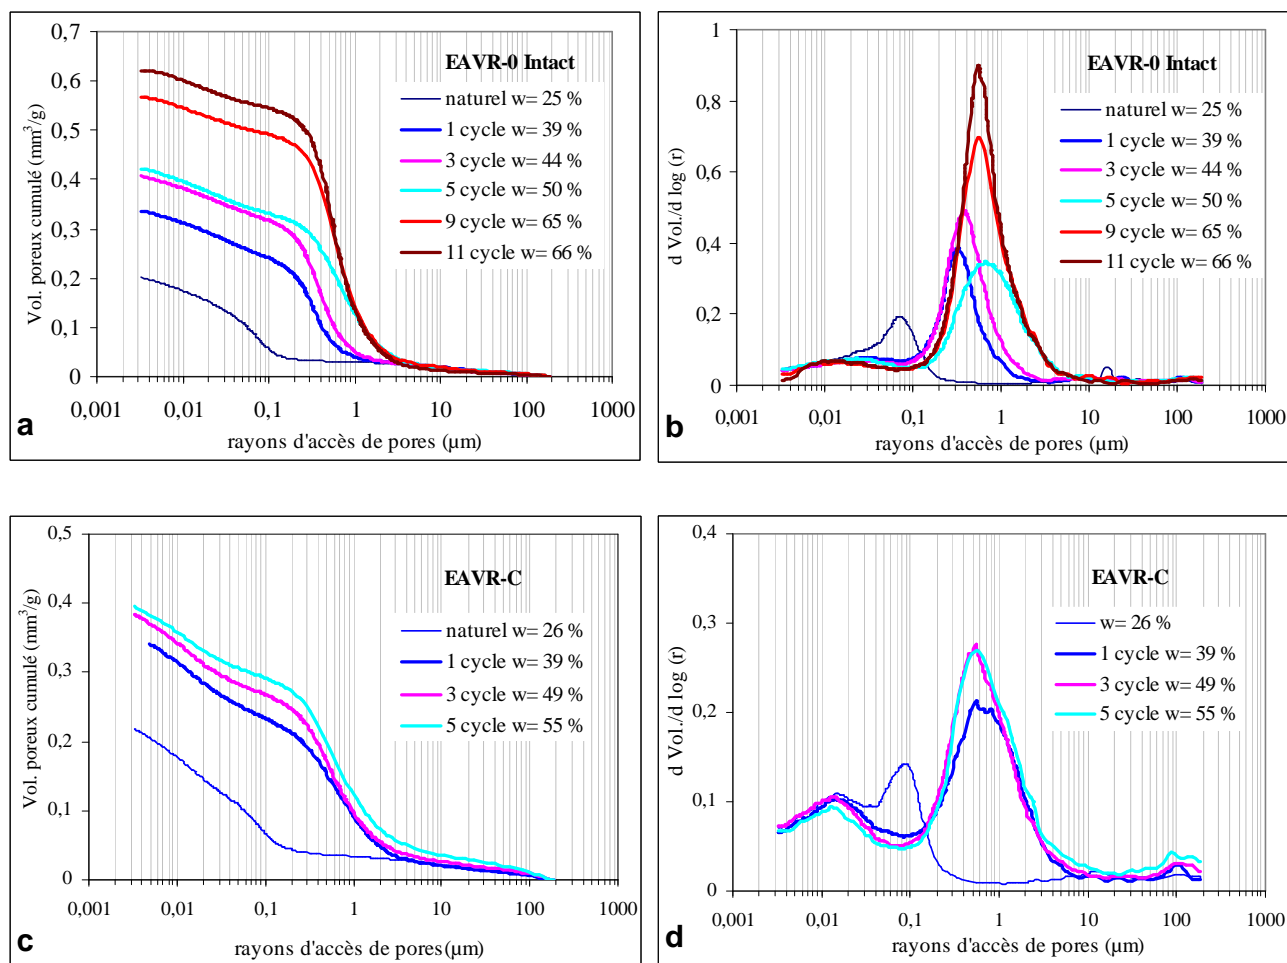 EAVR-0 Intact
naturel w= 25 %
1 cycle w= 39 %
3 cycle w= 44 %
5 cycle w= 50 %
9 cycle w= 65 %
11 cycle w= 66 %
Vol. poreux cumulé (mm³/g)
0,7
0,6
0,5
0,4
0,3
0,2
0,1
0
0,001 0,01 0,1 1 10 100 1000
rayons d'accès de pores (µm)
a
EAVR-0 Intact
naturel w= 25 %
1 cycle w= 39 %
3 cycle w= 44 %
5 cycle w= 50 %
9 cycle w= 65 %
11 cycle w= 66 %
d Vol./d log (r)
1
0,8
0,6
0,4
0,2
0
0,001 0,01 0,1 1 10 100 1000
rayons d'accès de pores (µm)
b
EAVR-C
naturel w= 26 %
1 cycle w= 39 %
3 cycle w= 49 %
5 cycle w= 55 %
Vol. poreux cumulé (mm³/g)
0,5
0,4
0,3
0,2
0,1
0
0,001 0,01 0,1 1 10 100 1000
rayons d'accès de pores (µm)
c
EAVR-C
w= 26 %
1 cycle w= 39 %
3 cycle w= 49 %
5 cycle w= 55 %
d Vol./d log (r)
0,4
0,3
0,2
0,1
0
0,001 0,01 0,1 1 10 100 1000
rayons d'accès de pores (µm)
d